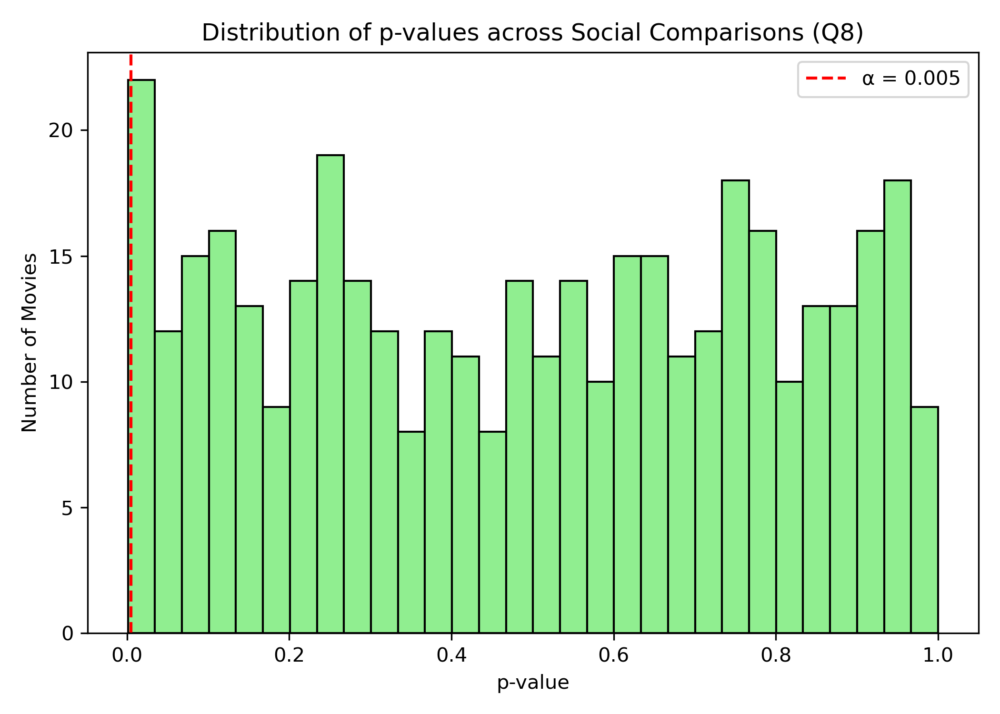 Distribution of p-values across Social Comparisons (Q8)
α = 0.005
Number of Movies
20
15
10
5
0
0.0 0.2 0.4 0.6 0.8 1.0
p-value